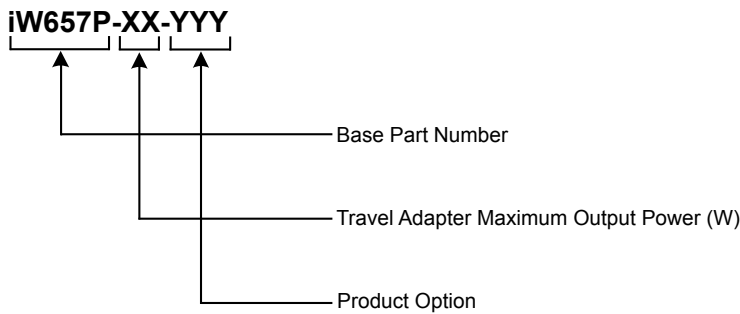 iW657P-XX-YYY
Base Part Number
Travel Adapter Maximum Output Power (W)
Product Option